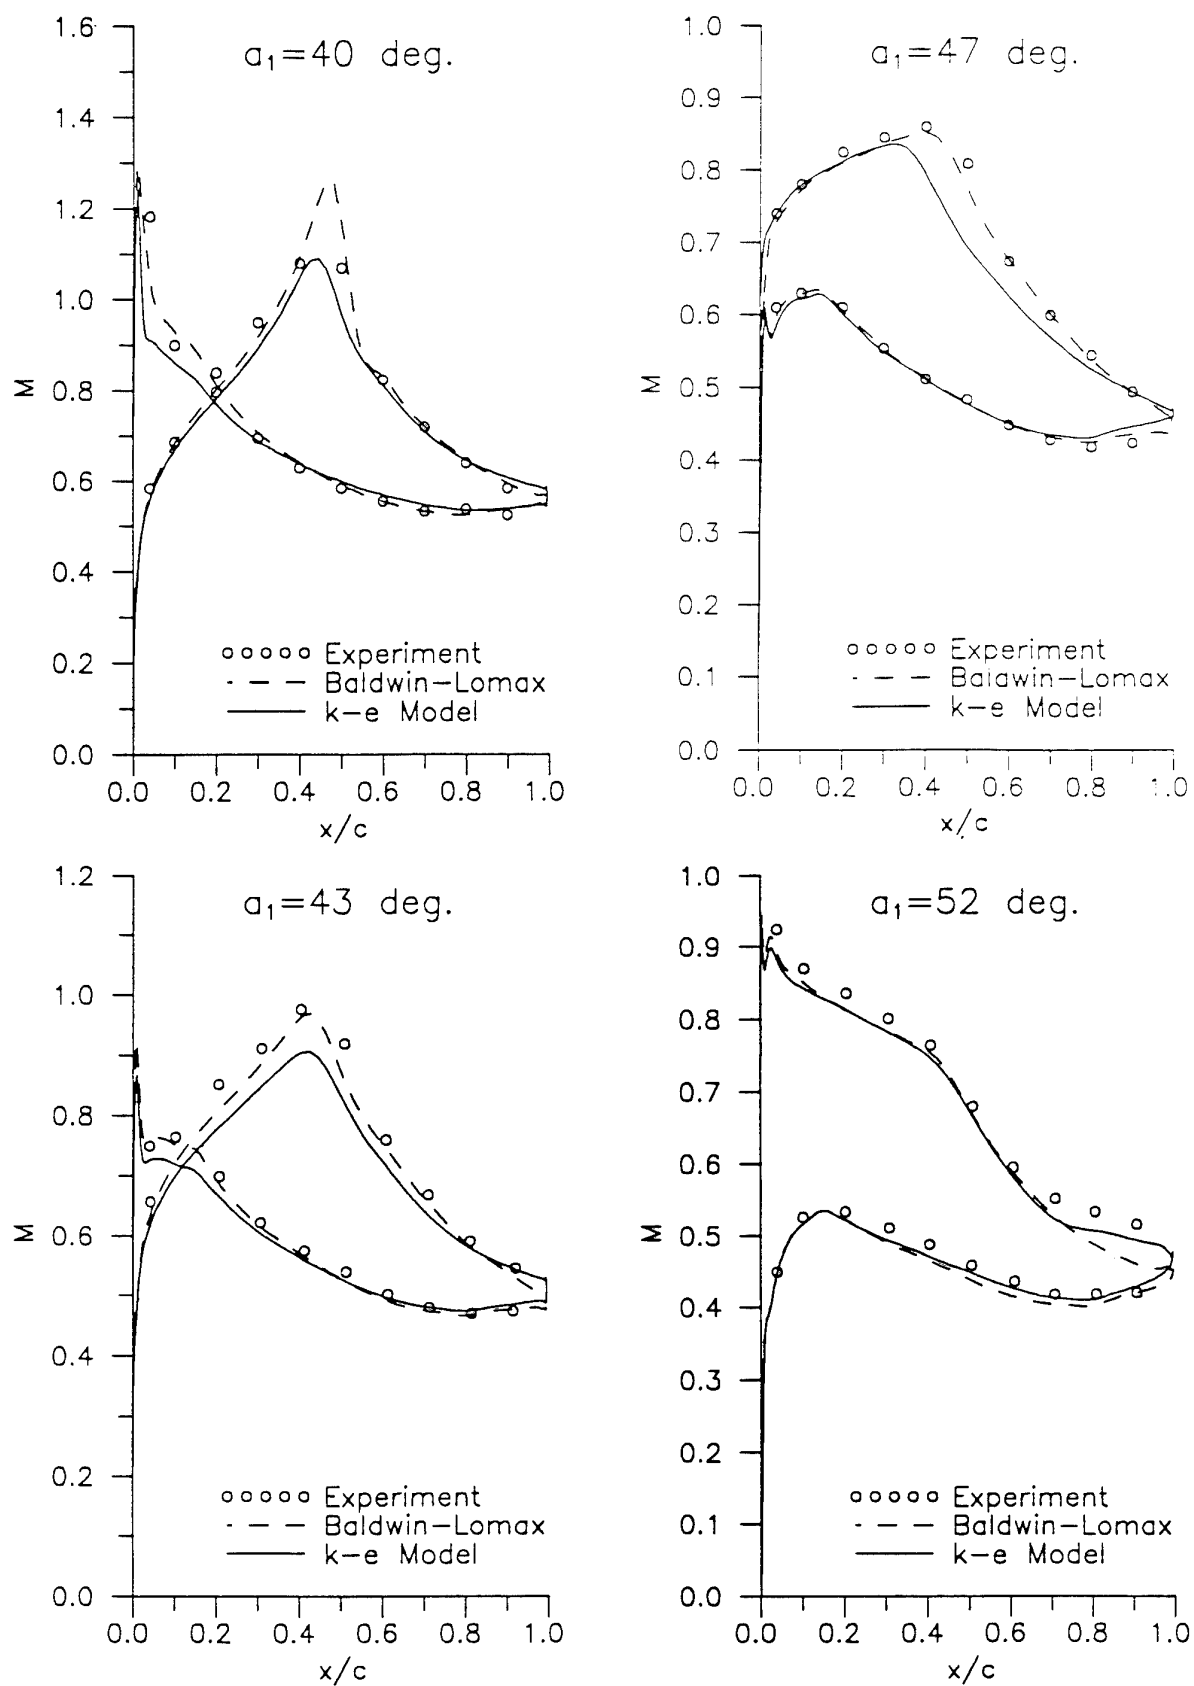 a₁=40 deg.
1.6
1.4
1.2
1.0
0.8
0.6
0.4
0.2
0.0
M
o o o o o Experiment
- — — Baldwin–Lomax
—— k–e Model
0.0 0.2 0.4 0.6 0.8 1.0
x/c
a₁=47 deg.
1.0
0.9
0.8
0.7
0.6
0.5
0.4
0.3
0.2
0.1
0.0
M
o o o o o Experiment
- — — Baldwin–Lomax
—— k–e Model
0.0 0.2 0.4 0.6 0.8 1.0
x/c
a₁=43 deg.
1.2
1.0
0.8
0.6
0.4
0.2
0.0
M
o o o o o Experiment
- — — Baldwin–Lomax
—— k–e Model
0.0 0.2 0.4 0.6 0.8 1.0
x/c
a₁=52 deg.
1.0
0.9
0.8
0.7
0.6
0.5
0.4
0.3
0.2
0.1
0.0
M
o o o o o Experiment
- — — Baldwin–Lomax
—— k–e Model
0.0 0.2 0.4 0.6 0.8 1.0
x/c